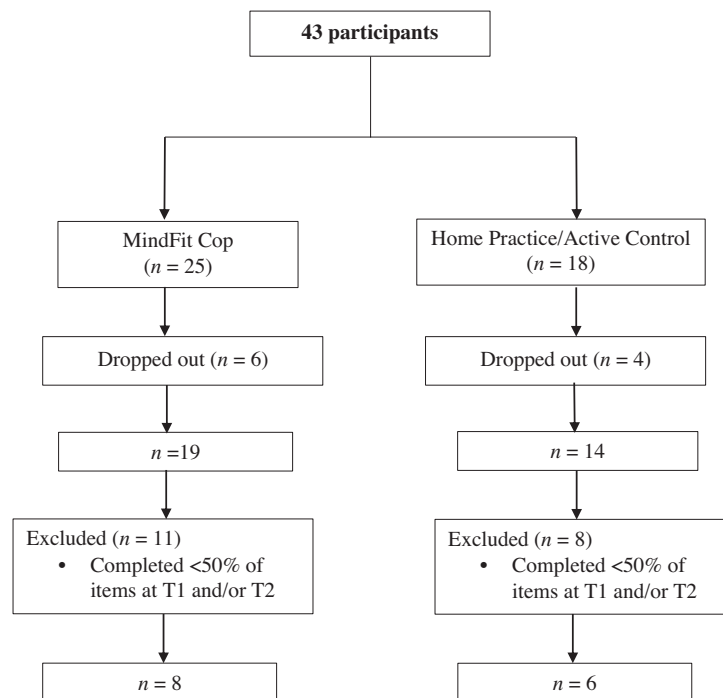 43 participants
MindFit Cop
(n = 25)
Home Practice/Active Control
(n = 18)
Dropped out (n = 6)
Dropped out (n = 4)
n =19
n = 14
Excluded (n = 11)
• Completed <50% of
items at T1 and/or T2
Excluded (n = 8)
• Completed <50% of
items at T1 and/or T2
n = 8
n = 6